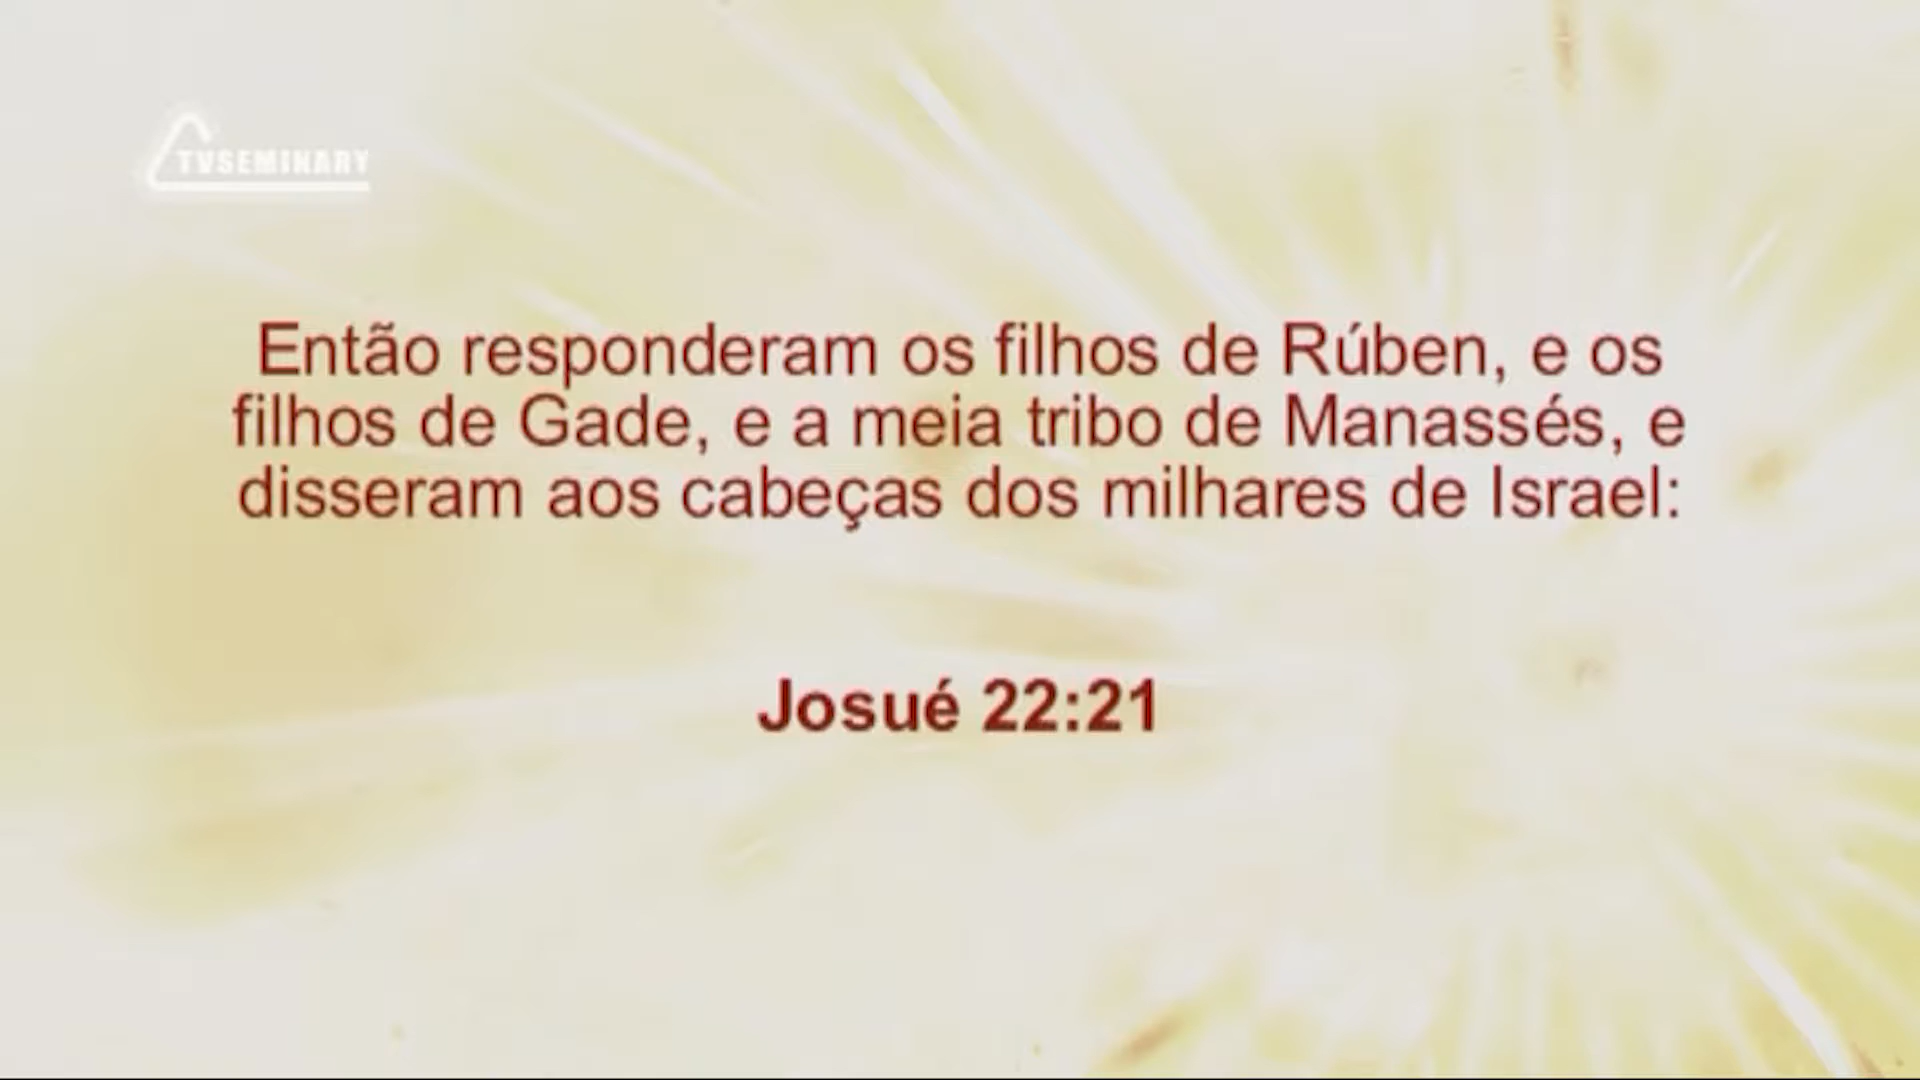 TVSEMINARY
Então responderam os filhos de Rúben, e os
filhos de Gade, e a meia tribo de Manassés, e
disseram aos cabeças dos milhares de Israel:
Josué 22:21